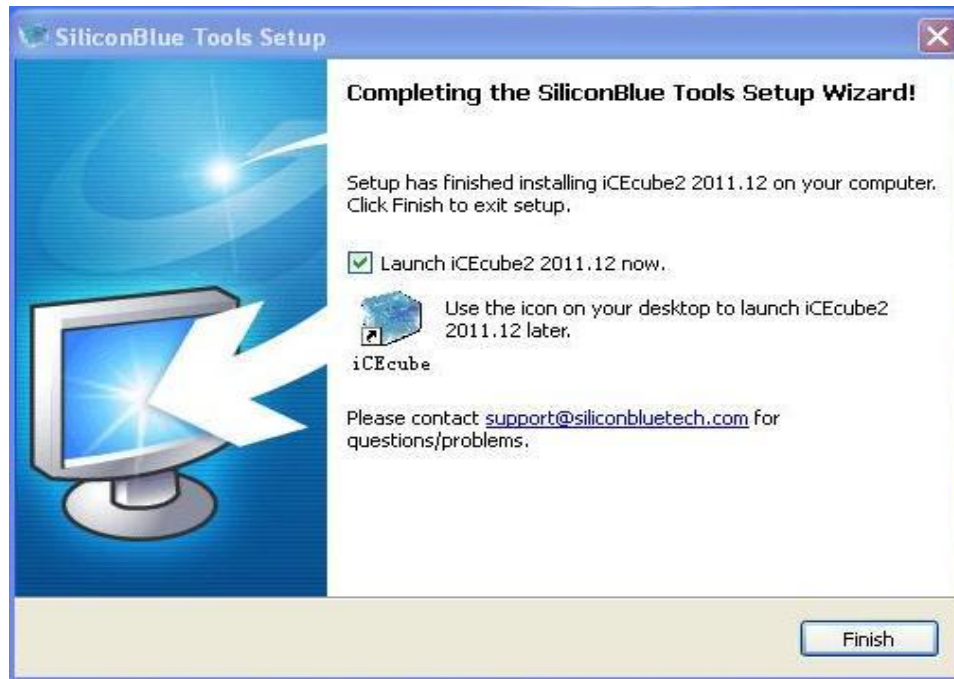 SiliconBlue Tools Setup
Completing the SiliconBlue Tools Setup Wizard!
Setup has finished installing iCEcube2 2011.12 on your computer.
Click Finish to exit setup.
Launch iCEcube2 2011.12 now.
Use the icon on your desktop to launch iCEcube2
2011.12 later.
iCEcube
Please contact support@siliconbluetech.com for
questions/problems.
Finish